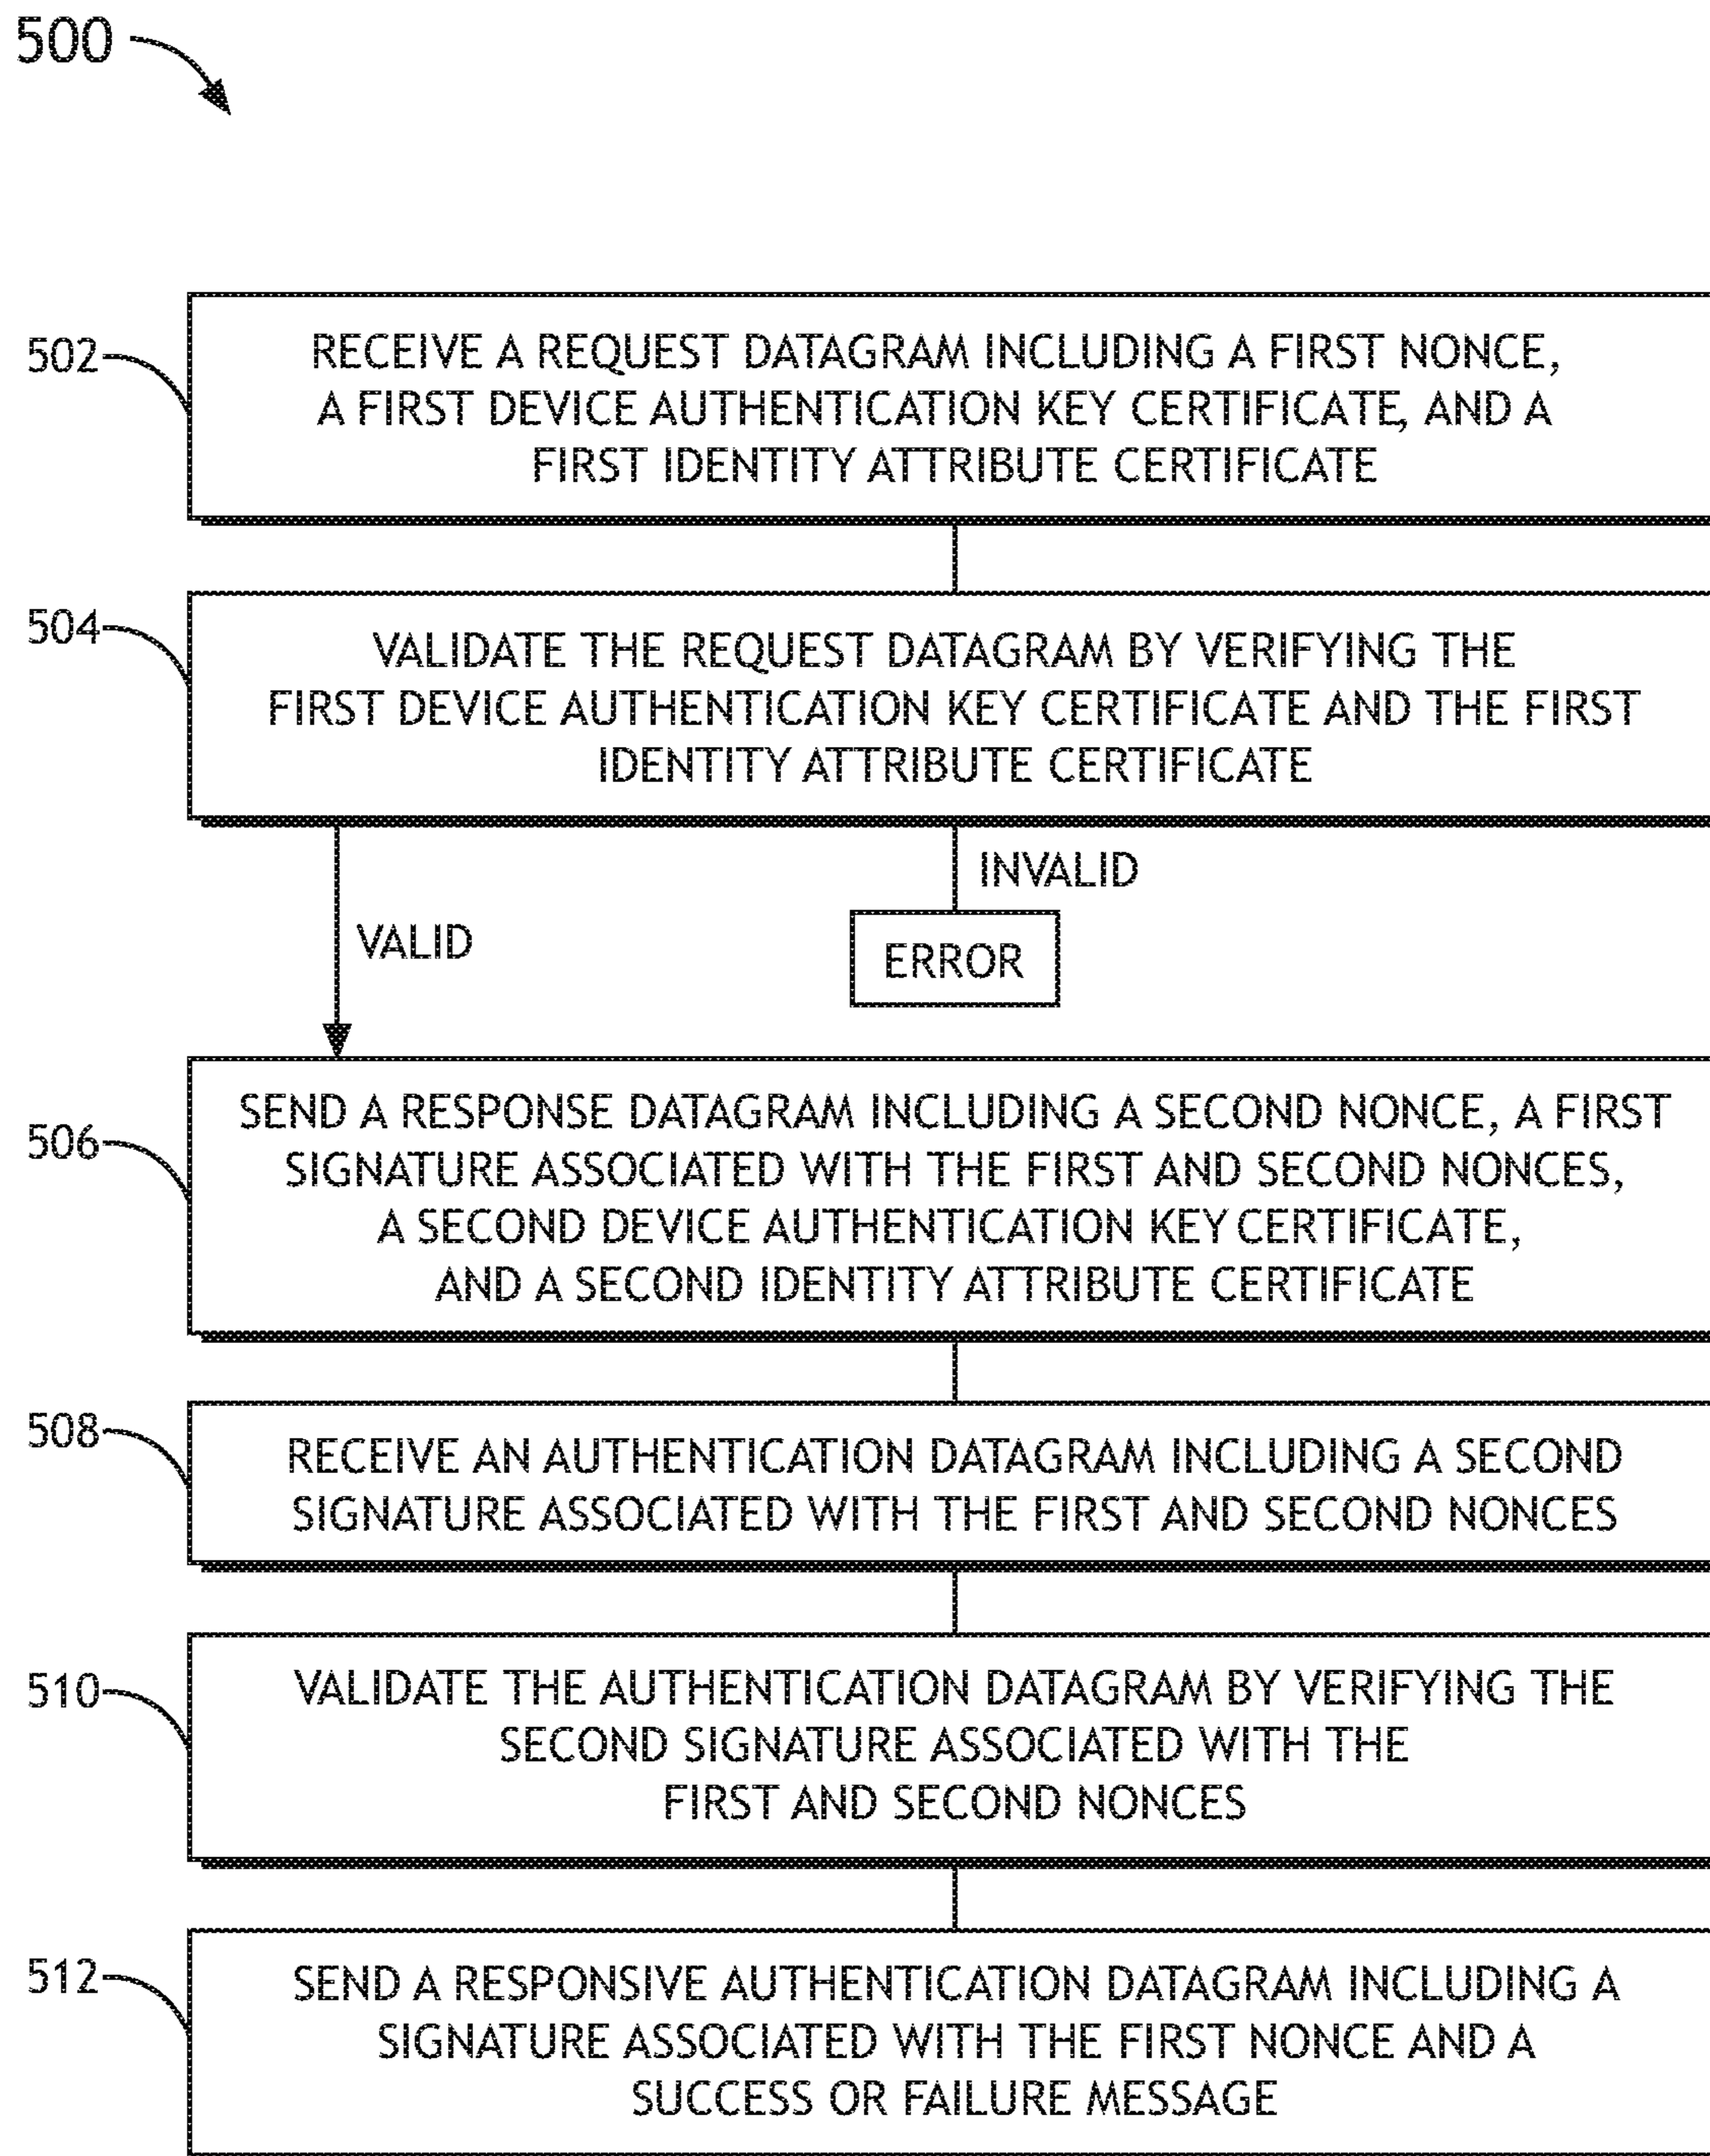 500
502
RECEIVE A REQUEST DATAGRAM INCLUDING A FIRST NONCE,
A FIRST DEVICE AUTHENTICATION KEY CERTIFICATE, AND A
FIRST IDENTITY ATTRIBUTE CERTIFICATE
504
VALIDATE THE REQUEST DATAGRAM BY VERIFYING THE
FIRST DEVICE AUTHENTICATION KEY CERTIFICATE AND THE FIRST
IDENTITY ATTRIBUTE CERTIFICATE
INVALID
VALID
ERROR
506
SEND A RESPONSE DATAGRAM INCLUDING A SECOND NONCE, A FIRST
SIGNATURE ASSOCIATED WITH THE FIRST AND SECOND NONCES,
A SECOND DEVICE AUTHENTICATION KEY CERTIFICATE,
AND A SECOND IDENTITY ATTRIBUTE CERTIFICATE
508
RECEIVE AN AUTHENTICATION DATAGRAM INCLUDING A SECOND
SIGNATURE ASSOCIATED WITH THE FIRST AND SECOND NONCES
510
VALIDATE THE AUTHENTICATION DATAGRAM BY VERIFYING THE
SECOND SIGNATURE ASSOCIATED WITH THE
FIRST AND SECOND NONCES
512
SEND A RESPONSIVE AUTHENTICATION DATAGRAM INCLUDING A
SIGNATURE ASSOCIATED WITH THE FIRST NONCE AND A
SUCCESS OR FAILURE MESSAGE